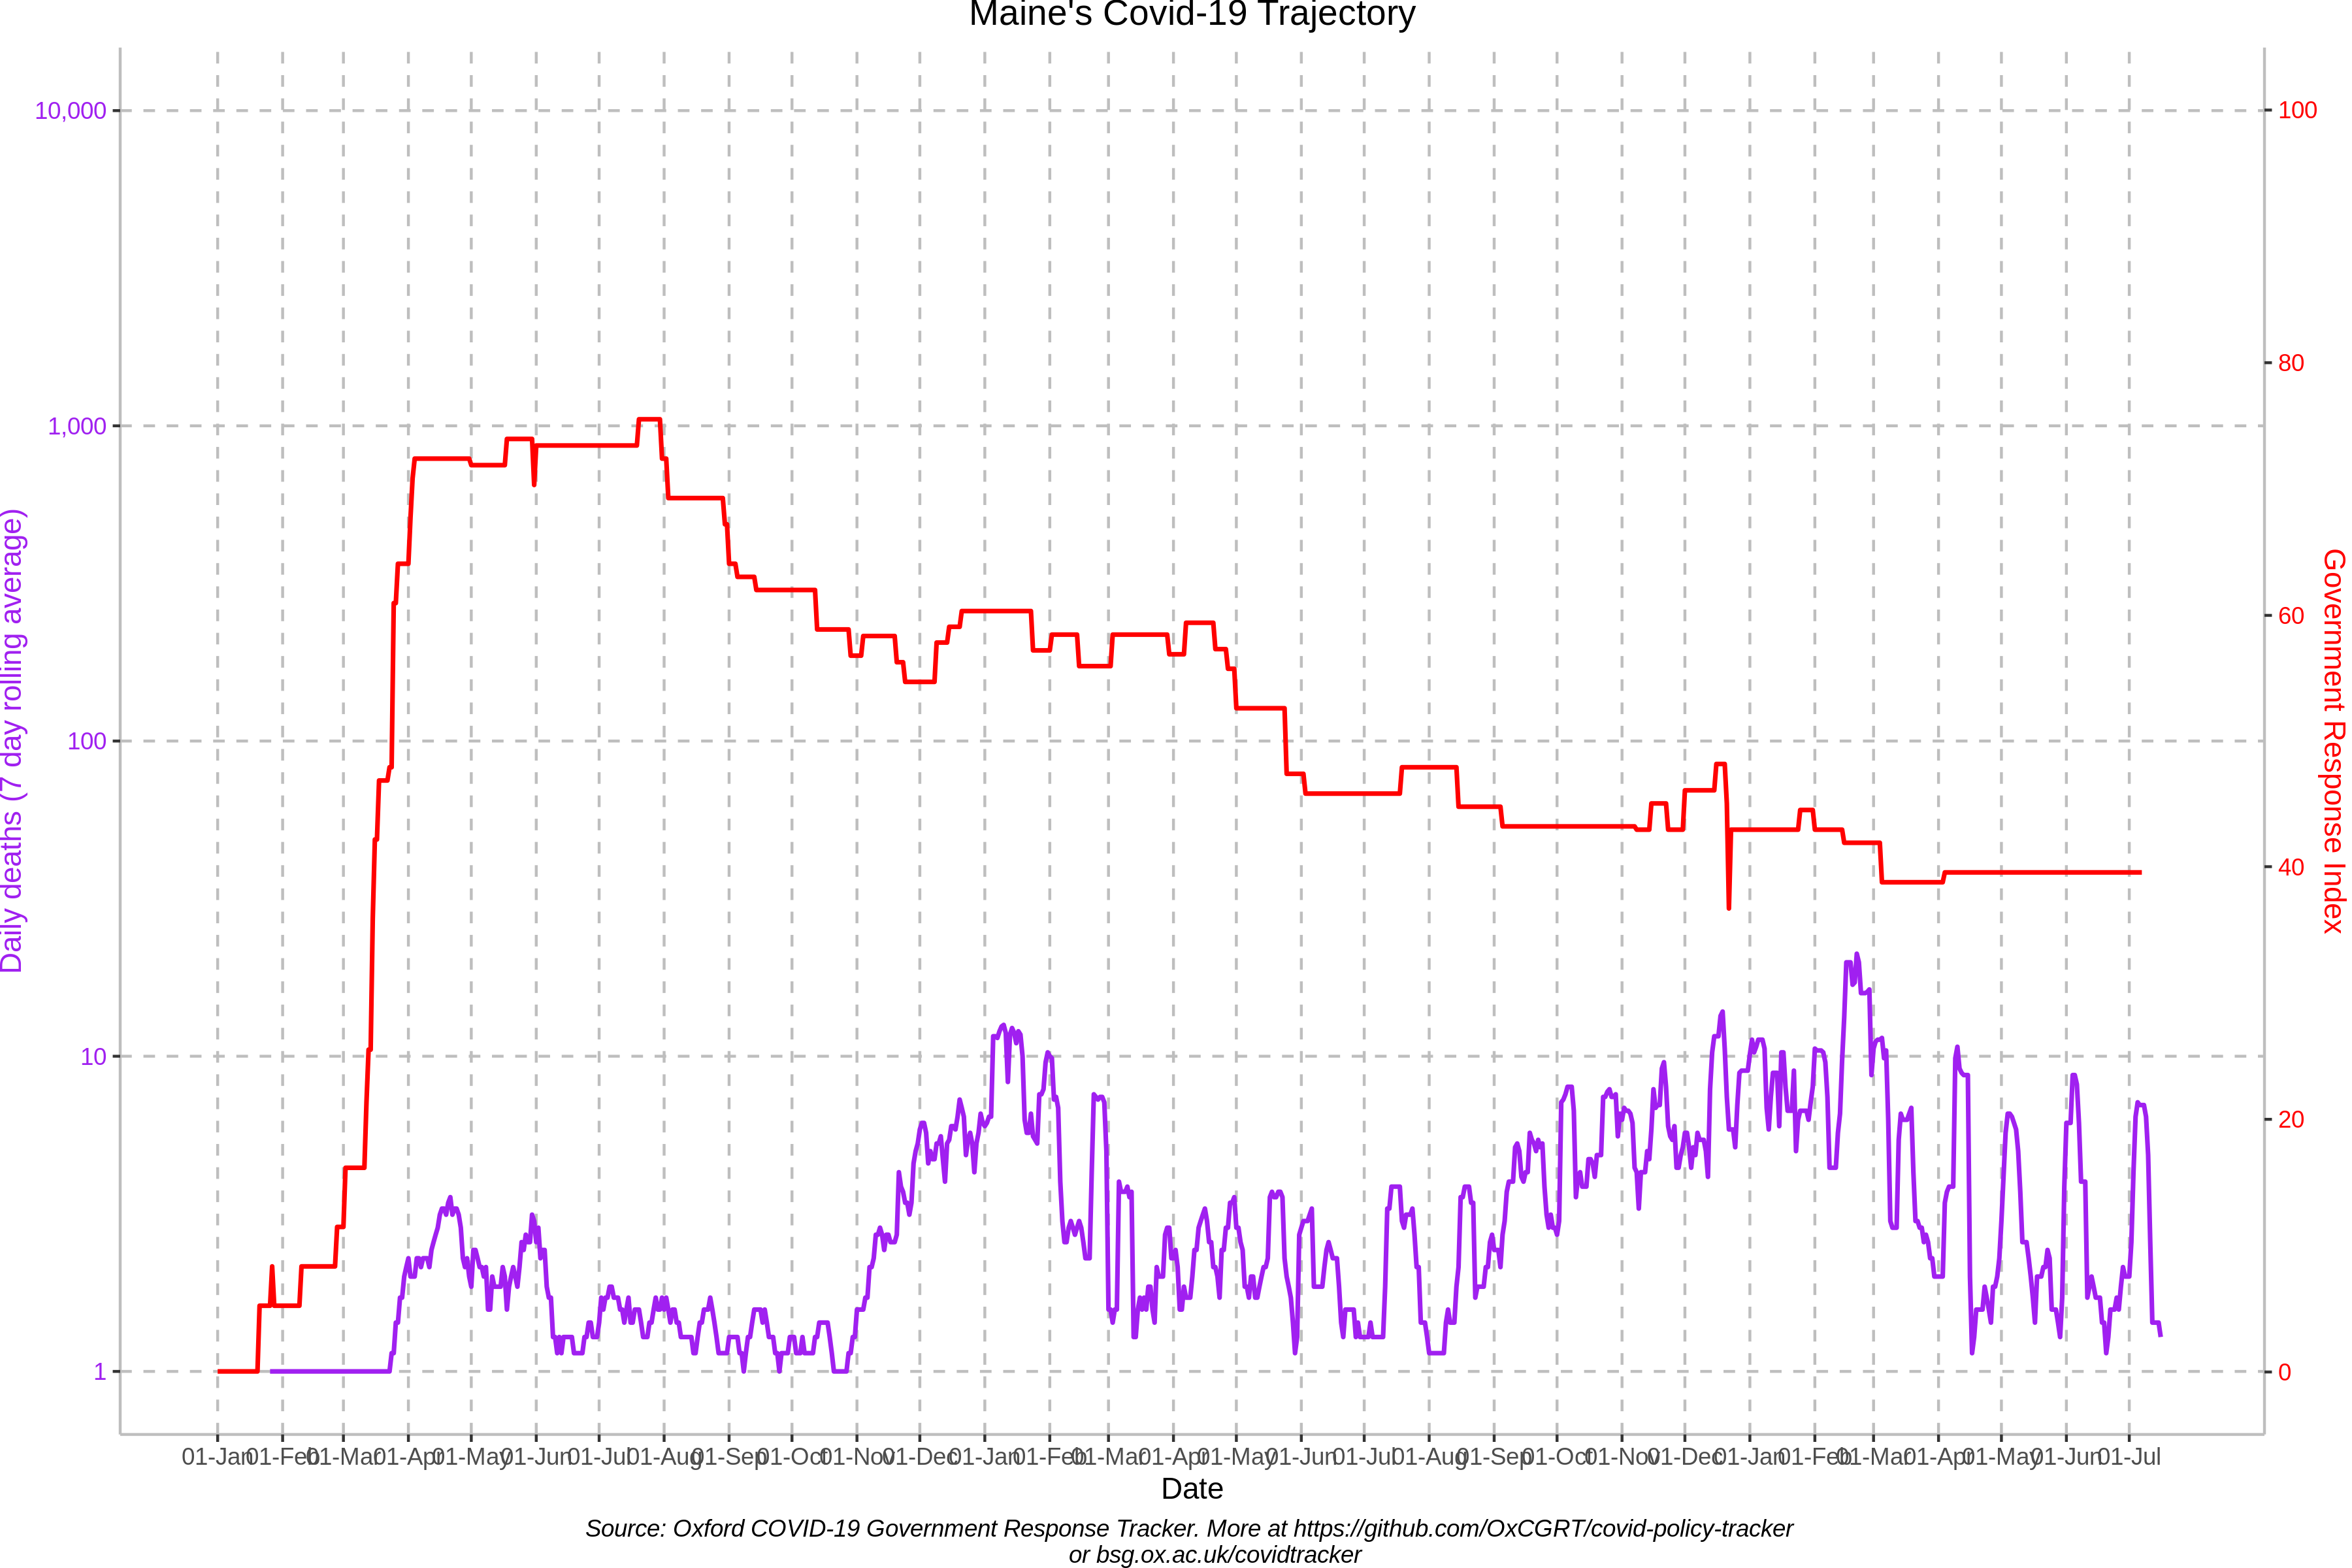 Maine's Covid-19 Trajectory
10,000
1,000
100
10
1
Daily deaths (7 day rolling average)
100
80
60
40
20
0
Government Response Index
01-Jan 01-Feb 01-Mar 01-Apr 01-May 01-Jun 01-Jul 01-Aug 01-Sep 01-Oct 01-Nov 01-Dec 01-Jan 01-Feb 01-Mar 01-Apr 01-May 01-Jun 01-Jul 01-Aug 01-Sep 01-Oct 01-Nov 01-Dec 01-Jan 01-Feb 01-Mar 01-Apr 01-May 01-Jun 01-Jul
Date
Source: Oxford COVID-19 Government Response Tracker. More at https://github.com/OxCGRT/covid-policy-tracker
or bsg.ox.ac.uk/covidtracker